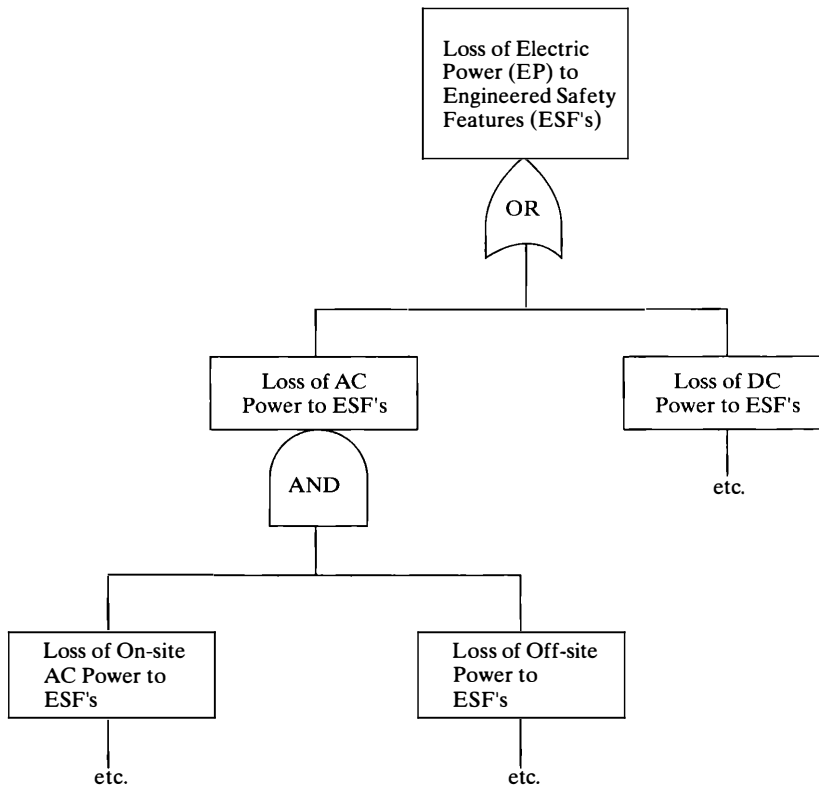 Loss of Electric
Power (EP) to
Engineered Safety
Features (ESF's)
OR
Loss of AC
Power to ESF's
Loss of DC
Power to ESF's
etc.
AND
Loss of On-site
AC Power to
ESF's
Loss of Off-site
Power to
ESF's
etc.
etc.